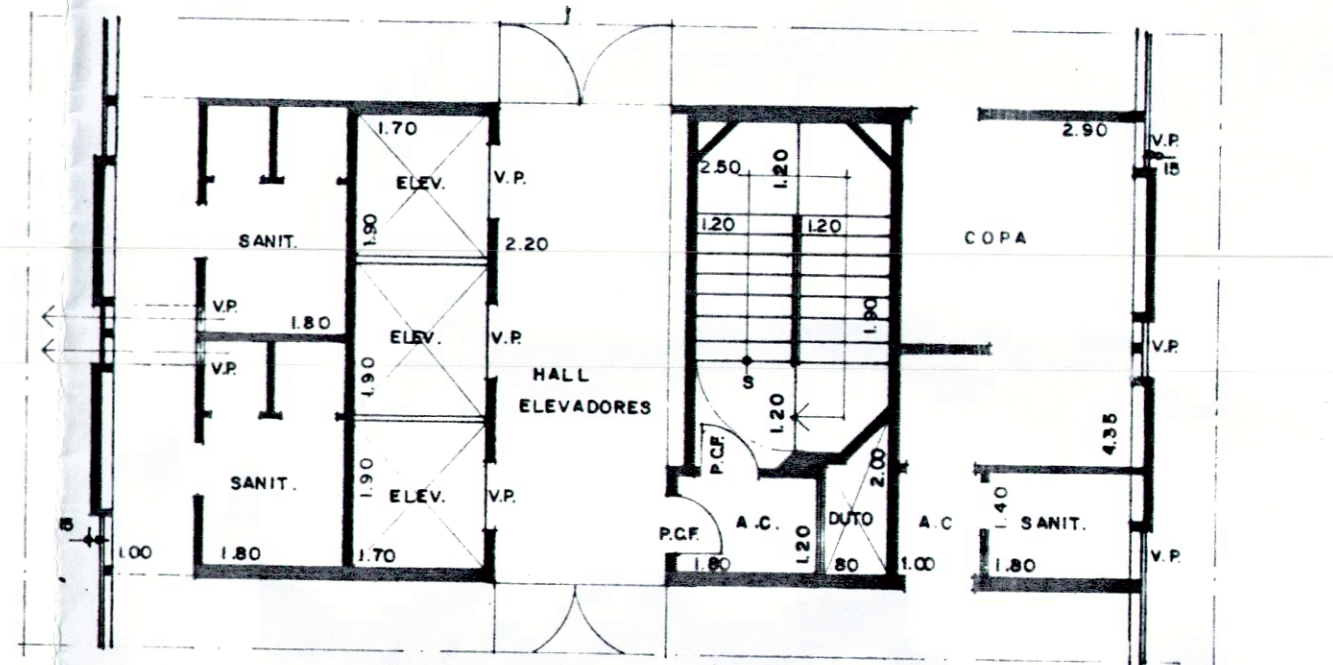 1.70
2.90
V.P.
15
2.50
1.20
ELEV.
V.P.
1.90
1.20
1.20
SANIT.
2.20
COPA
V.P.
1.80
1.90
ELEV.
V.P.
V.P.
V.P.
HALL
ELEVADORES
S
1.90
1.20
4.35
P.C.F.
2.00
SANIT.
1.90
ELEV.
V.P.
1.40
A.C.
DUTO
A.C
SANIT.
P.C.F.
1.20
1.00
1.80
1.70
1.80
80
1.00
1.80
V.P.